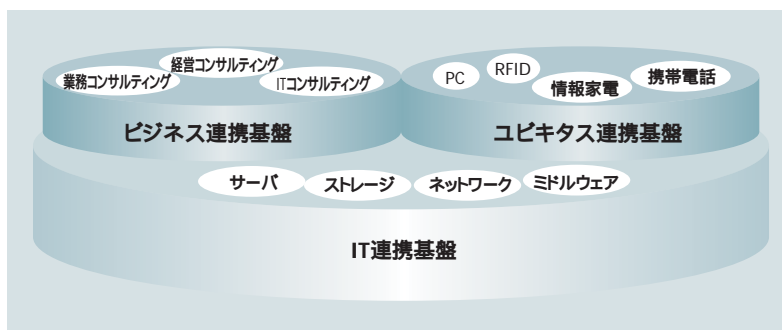 経営コンサルティング
業務コンサルティング
ITコンサルティング
ビジネス連携基盤
PC
RFID
情報家電
携帯電話
ユビキタス連携基盤
サーバ
ストレージ
ネットワーク
ミドルウェア
IT連携基盤